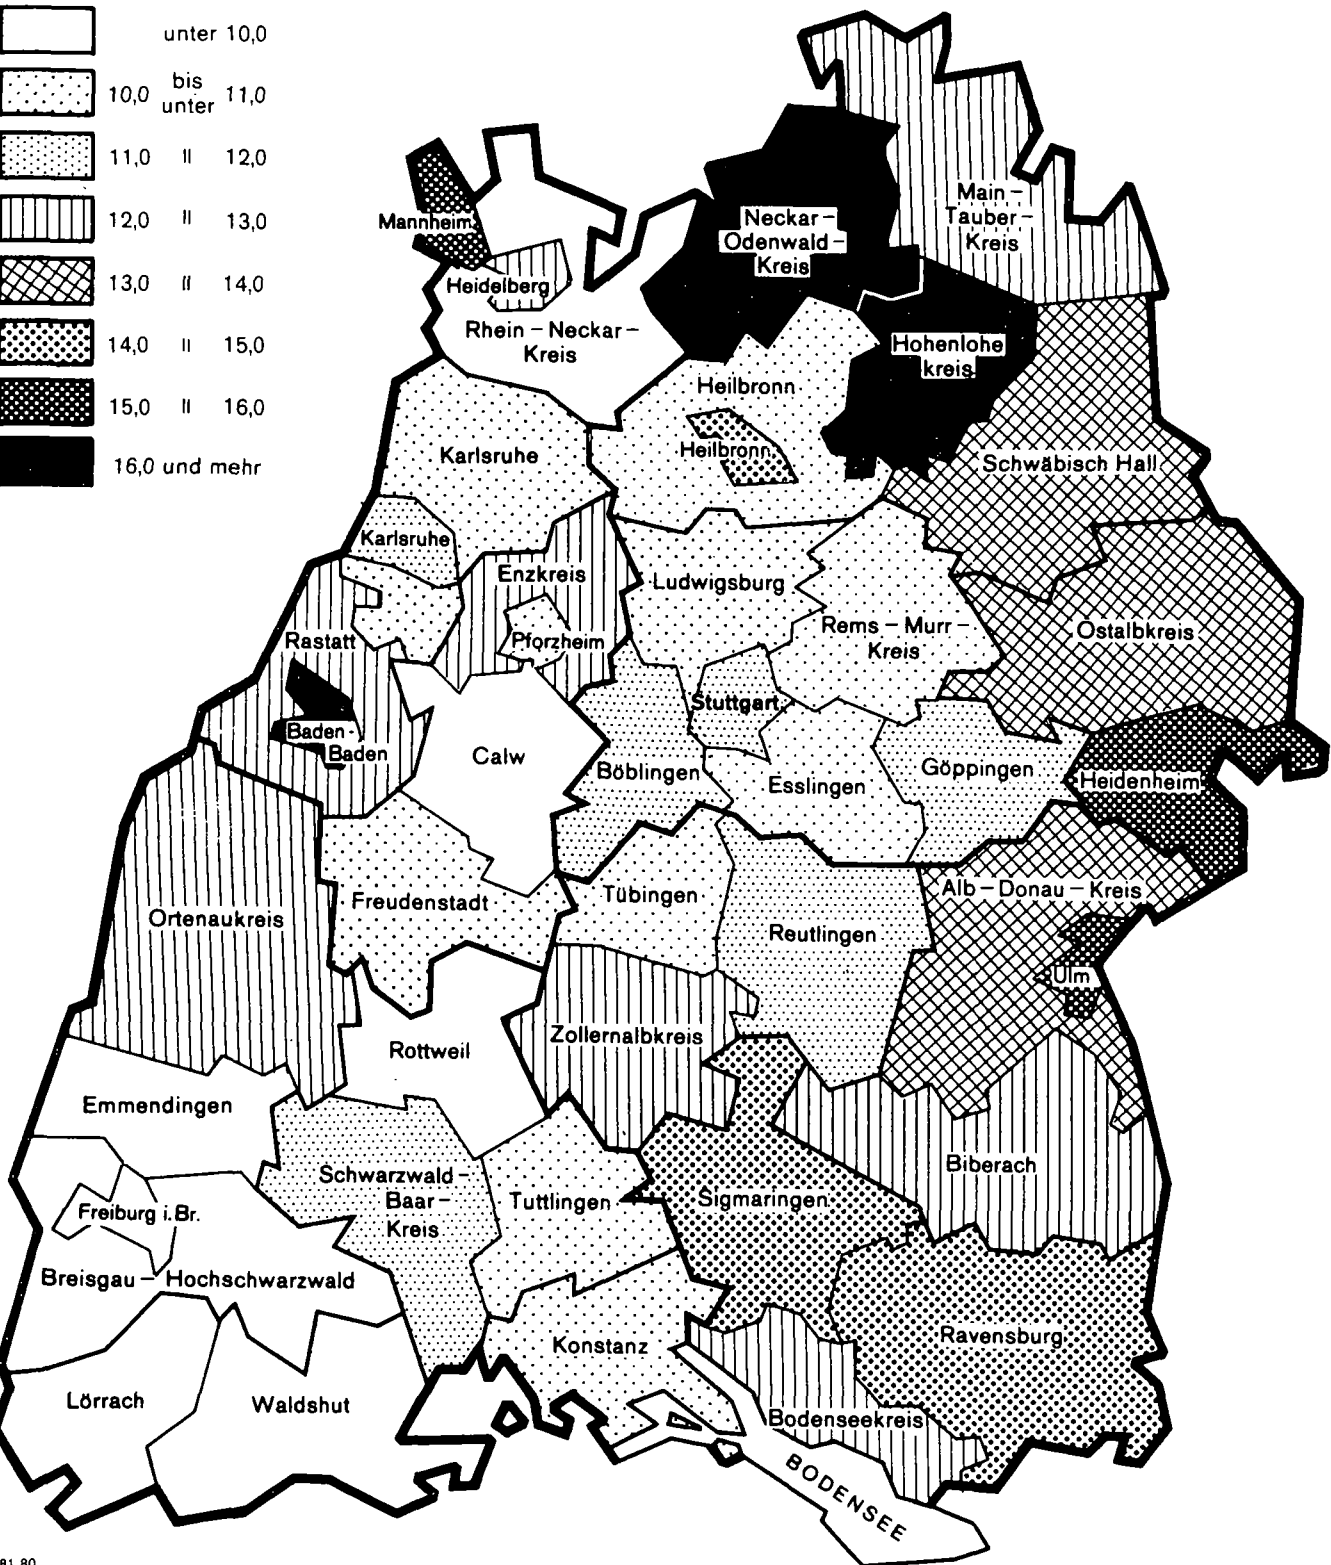 unter 10,0
10,0 bis unter 11,0
11,0 〃 12,0
12,0 〃 13,0
13,0 〃 14,0
14,0 〃 15,0
15,0 〃 16,0
16,0 und mehr
Mannheim
Heidelberg
Rhein – Neckar –
Kreis
Neckar –
Odenwald –
Kreis
Main –
Tauber –
Kreis
Hohenlohe
kreis
Heilbronn
Heilbronn
Karlsruhe
Schwäbisch Hall
Karlsruhe
Enzkreis
Ludwigsburg
Pforzheim
Rastatt
Rems – Murr –
Kreis
Ostalbkreis
Stuttgart
Baden –
Baden
Calw
Böblingen
Esslingen
Göppingen
Heidenheim
Freudenstadt
Tübingen
Alb – Donau – Kreis
Ortenaukreis
Reutlingen
Ulm
Zollernalbkreis
Rottweil
Emmendingen
Biberach
Schwarzwald –
Baar –
Kreis
Tuttlingen
Sigmaringen
Freiburg i.Br.
Breisgau – Hochschwarzwald
Konstanz
Ravensburg
Lörrach
Waldshut
Bodenseekreis
BODENSEE
81 80